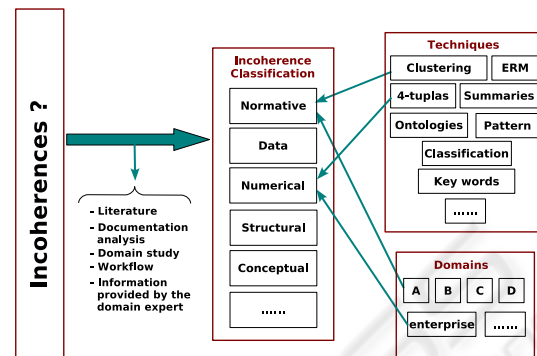 Incoherences ?
- Literature
- Documentation
analysis
- Domain study
- Workflow
- Information
provided by the
domain expert
Incoherence
Classification
Normative
Data
Numerical
Structural
Conceptual
......
Techniques
Clustering ERM
4-tuplas Summaries
Ontologies Pattern
Classification
Key words
......
Domains
A B C D
enterprise ......